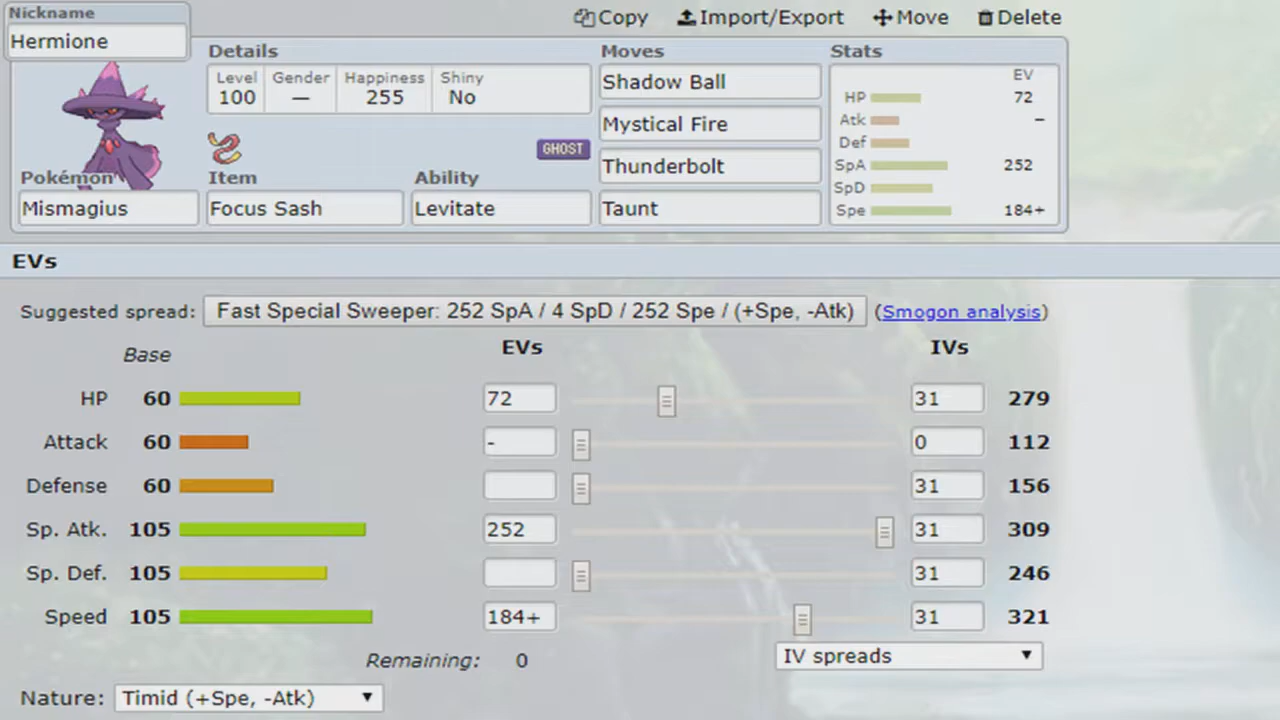 Nickname
Hermione
Copy Import/Export Move Delete
Details
Level Gender Happiness Shiny
100 — 255 No
GHOST
Pokémon Item Ability
Mismagius Focus Sash Levitate
Moves
Shadow Ball
Mystical Fire
Thunderbolt
Taunt
Stats
EV
HP 72
Atk –
Def
SpA 252
SpD
Spe 184+
EVs
Suggested spread: Fast Special Sweeper: 252 SpA / 4 SpD / 252 Spe / (+Spe, -Atk) (Smogon analysis)
Base EVs IVs
HP 60 72 31 279
Attack 60 - 0 112
Defense 60 31 156
Sp. Atk. 105 252 31 309
Sp. Def. 105 31 246
Speed 105 184+ 31 321
Remaining: 0 IV spreads
Nature: Timid (+Spe, -Atk)